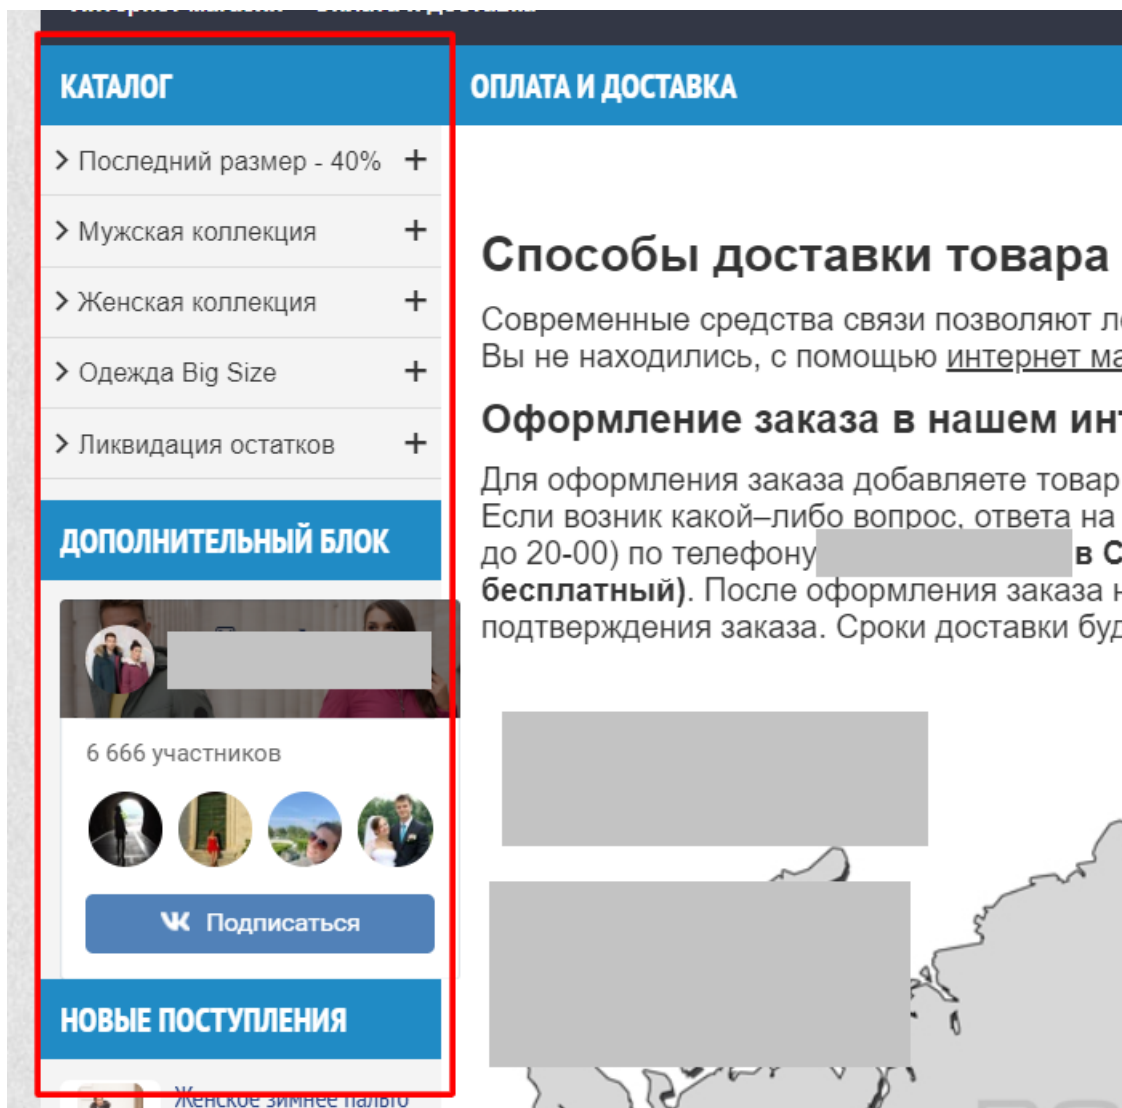 КАТАЛОГ
Последний размер - 40% +
Мужская коллекция +
Женская коллекция +
Одежда Big Size +
Ликвидация остатков +
ДОПОЛНИТЕЛЬНЫЙ БЛОК
6 666 участников
Подписаться
НОВЫЕ ПОСТУПЛЕНИЯ
Женское зимнее пальто
ОПЛАТА И ДОСТАВКА
Способы доставки товара
Современные средства связи позволяют
Вы не находились, с помощью интернет
Оформление заказа в нашем
Для оформления заказа добавляете товар
Если возник какой–либо вопрос, ответа на
до 20-00) по телефону в
бесплатный). После оформления заказа
подтверждения заказа. Сроки доставки